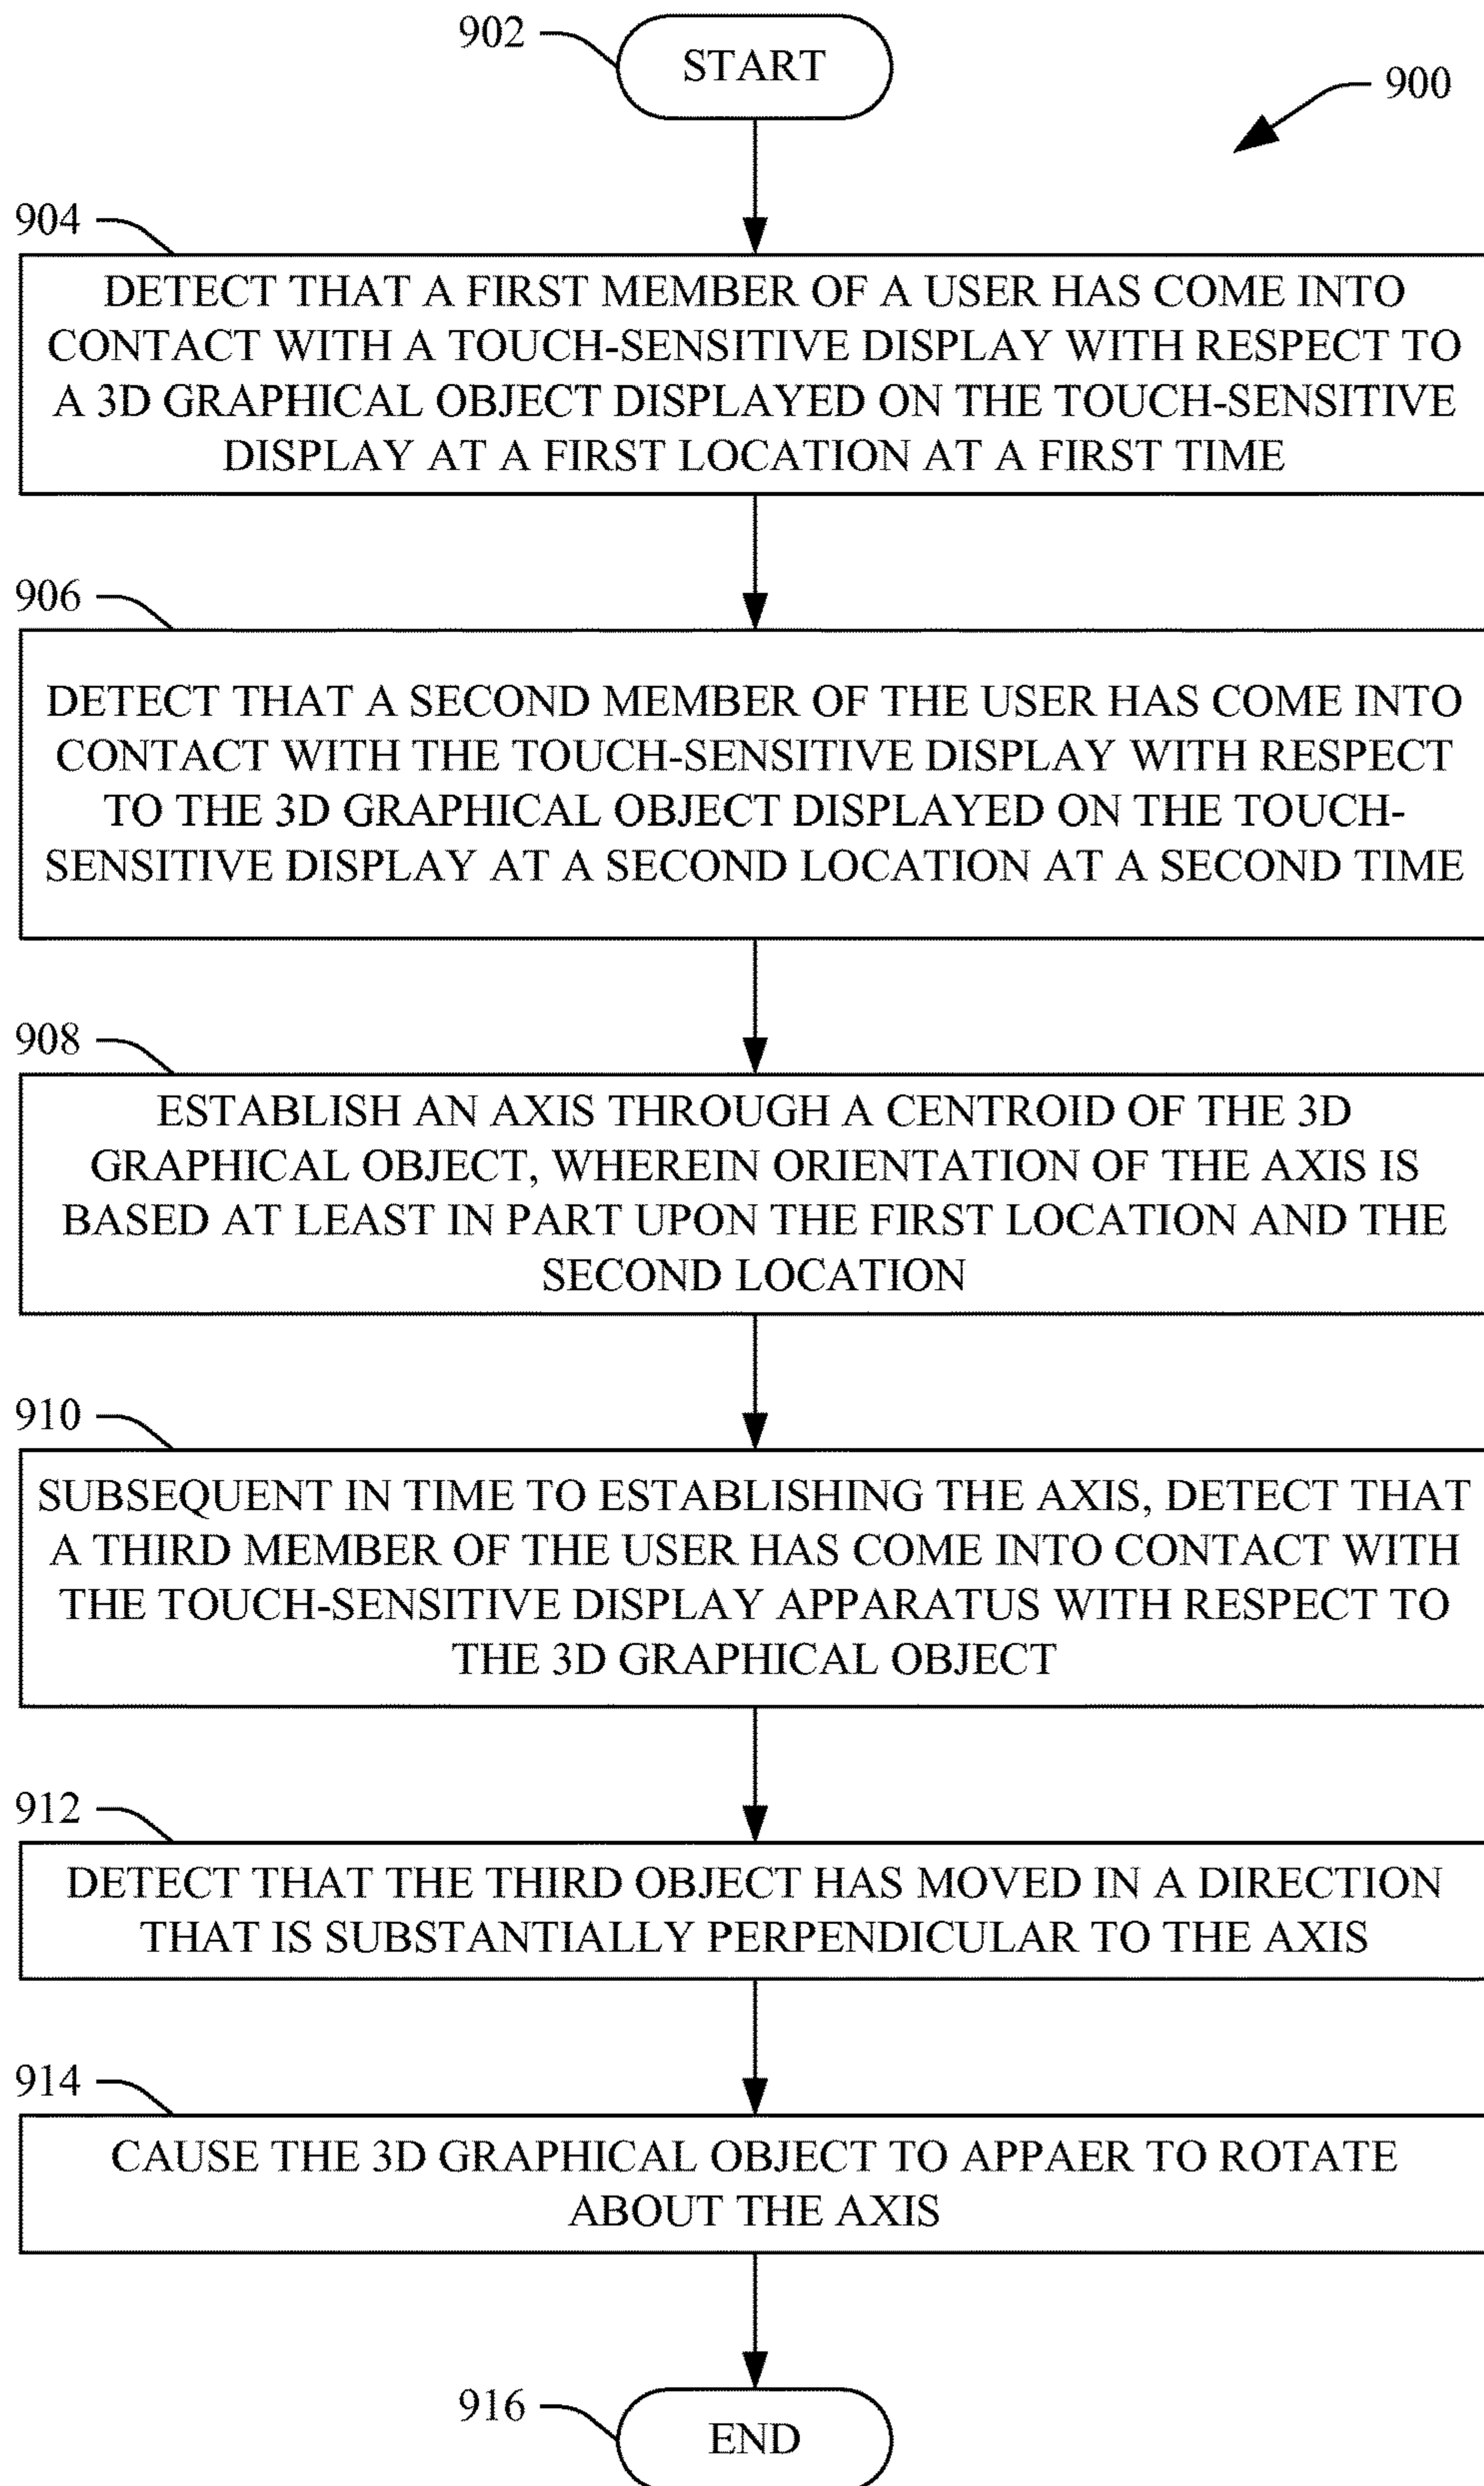 902
START
900
904
DETECT THAT A FIRST MEMBER OF A USER HAS COME INTO
CONTACT WITH A TOUCH-SENSITIVE DISPLAY WITH RESPECT TO
A 3D GRAPHICAL OBJECT DISPLAYED ON THE TOUCH-SENSITIVE
DISPLAY AT A FIRST LOCATION AT A FIRST TIME
906
DETECT THAT A SECOND MEMBER OF THE USER HAS COME INTO
CONTACT WITH THE TOUCH-SENSITIVE DISPLAY WITH RESPECT
TO THE 3D GRAPHICAL OBJECT DISPLAYED ON THE TOUCH-
SENSITIVE DISPLAY AT A SECOND LOCATION AT A SECOND TIME
908
ESTABLISH AN AXIS THROUGH A CENTROID OF THE 3D
GRAPHICAL OBJECT, WHEREIN ORIENTATION OF THE AXIS IS
BASED AT LEAST IN PART UPON THE FIRST LOCATION AND THE
SECOND LOCATION
910
SUBSEQUENT IN TIME TO ESTABLISHING THE AXIS, DETECT THAT
A THIRD MEMBER OF THE USER HAS COME INTO CONTACT WITH
THE TOUCH-SENSITIVE DISPLAY APPARATUS WITH RESPECT TO
THE 3D GRAPHICAL OBJECT
912
DETECT THAT THE THIRD OBJECT HAS MOVED IN A DIRECTION
THAT IS SUBSTANTIALLY PERPENDICULAR TO THE AXIS
914
CAUSE THE 3D GRAPHICAL OBJECT TO APPAER TO ROTATE
ABOUT THE AXIS
916
END